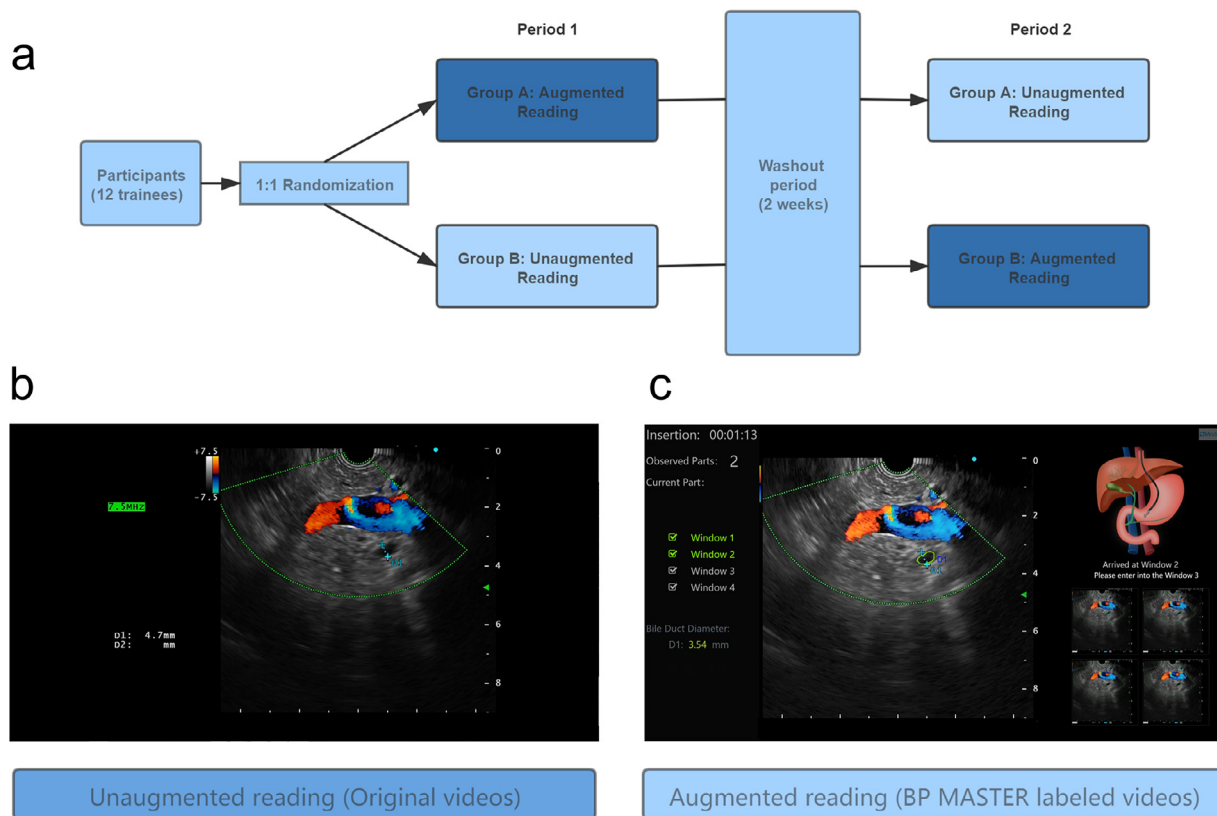 a
Period 1
Period 2
Group A: Augmented
Reading
Group A: Unaugmented
Reading
Participants
(12 trainees)
1:1 Randomization
Washout
period
(2 weeks)
Group B: Unaugmented
Reading
Group B: Augmented
Reading
b
+7.5
-7.5
7.5MHz
0
2
4
6
8
D1: 4.7mm
D2: mm
Unaugmented reading (Original videos)
c
Insertion: 00:01:13
Observed Parts: 2
Current Part:
Window 1
Window 2
Window 3
Window 4
Bile Duct Diameter:
D1: 3.54 mm
D1
0
2
4
6
8
Arrived at Window 2
Please enter into the Window 3
Augmented reading (BP MASTER labeled videos)